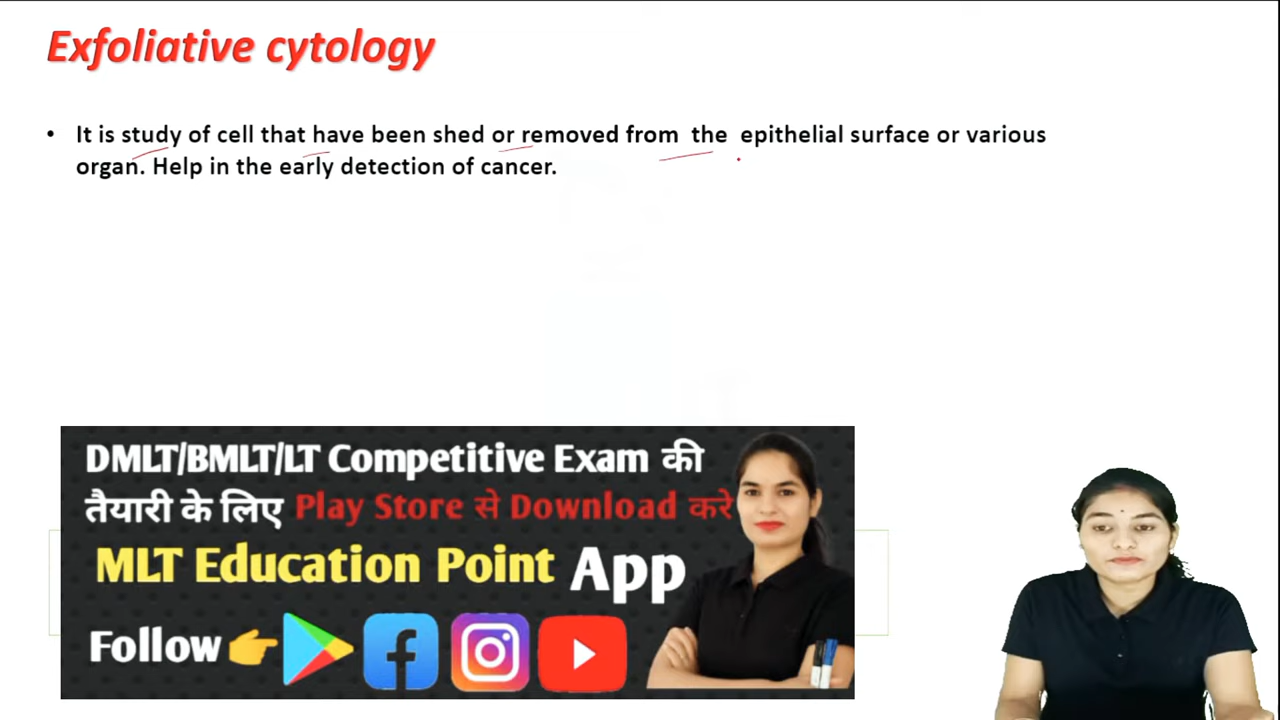 Exfoliative cytology
• It is study of cell that have been shed or removed from the epithelial surface or various
organ. Help in the early detection of cancer.
DMLT/BMLT/LT Competitive Exam की
तैयारी के लिए Play Store से Download करे
MLT Education Point App
Follow